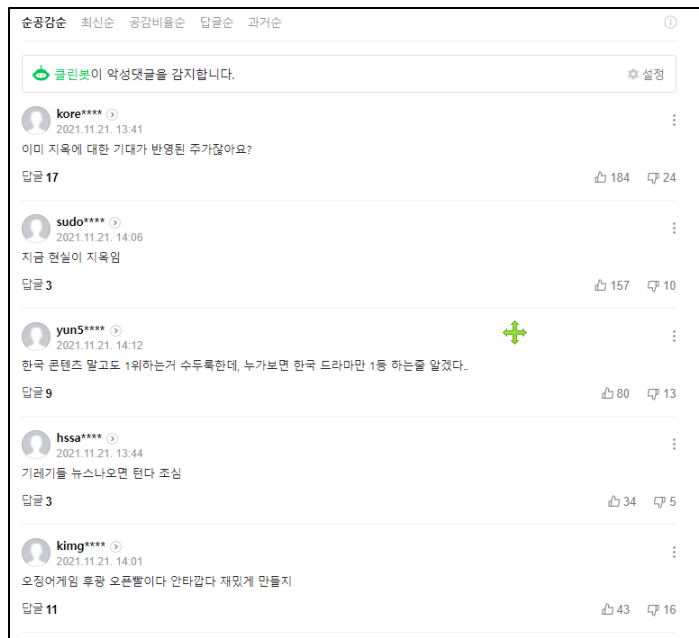 순공감순 최신순 공감비율순 답글순 과거순
클린봇이 악성댓글을 감지합니다. 설정
kore****
2021.11.21. 13:41
이미 지옥에 대한 기대가 반영된 주가잖아요?
답글 17 184 24
sudo****
2021.11.21. 14:06
지금 현실이 지옥임
답글 3 157 10
yun5****
2021.11.21. 14:12
한국 콘텐츠 말고도 1위하는거 수두룩한데, 누가보면 한국 드라마만 1등 하는줄 알겠다..
답글 9 80 13
hssa****
2021.11.21. 13:44
기레기들 뉴스나오면 턴다 조심
답글 3 34 5
kimg****
2021.11.21. 14:01
오징어게임 후광 오픈빨이다 안타깝다 재밌게 만들지
답글 11 43 16